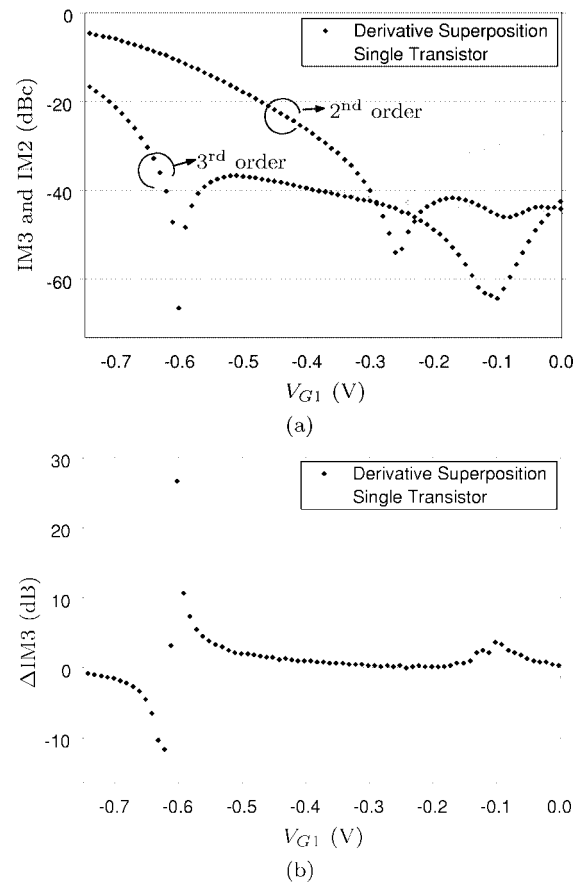 0
-20
-40
-60
IM3 and IM2 (dBc)
Derivative Superposition
Single Transistor
2nd order
3rd order
-0.7 -0.6 -0.5 -0.4 -0.3 -0.2 -0.1 0.0
VG1 (V)
(a)
30
20
10
0
-10
ΔIM3 (dB)
Derivative Superposition
Single Transistor
-0.7 -0.6 -0.5 -0.4 -0.3 -0.2 -0.1 0.0
VG1 (V)
(b)